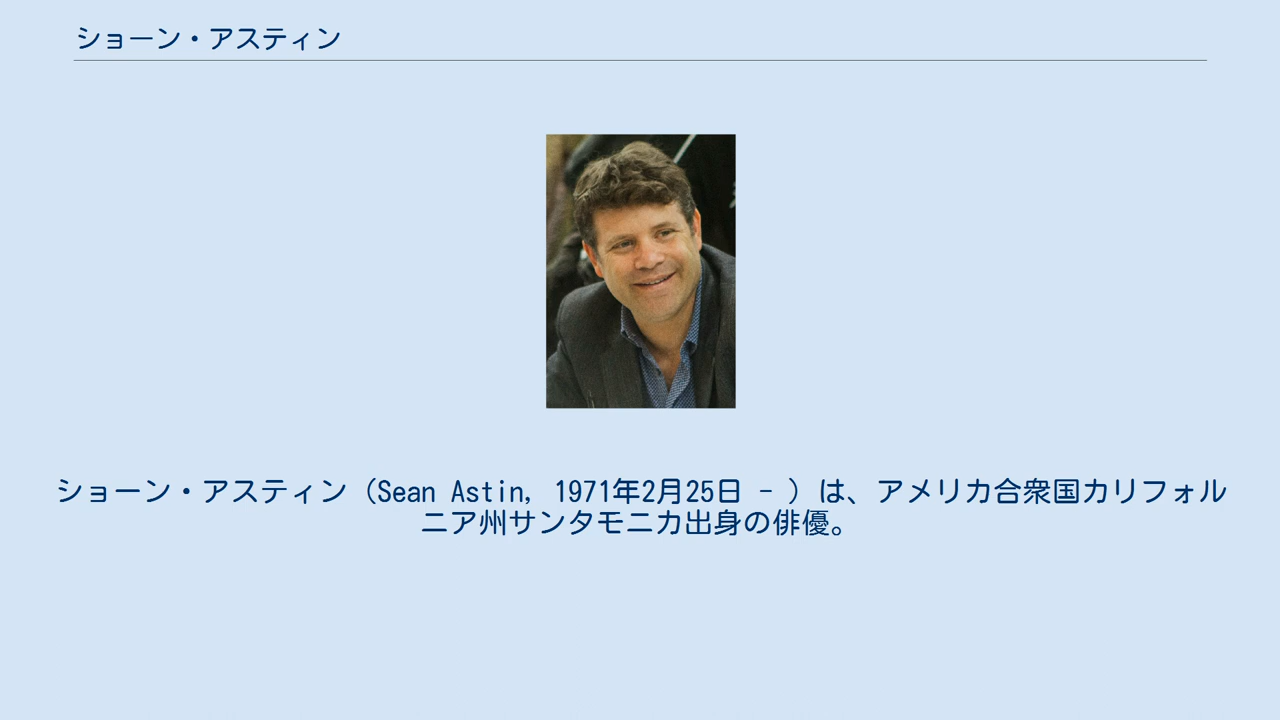 ショーン・アスティン
ショーン・アスティン（Sean Astin, 1971年2月25日 - ）は、アメリカ合衆国カリフォル
ニア州サンタモニカ出身の俳優。